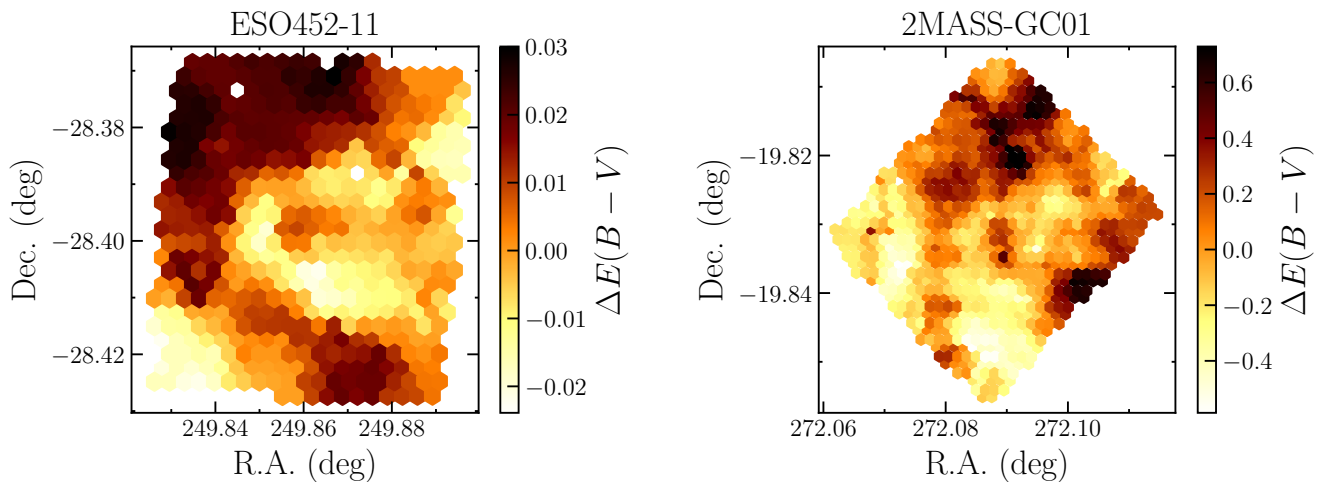 ESO452-11
−28.38
−28.40
−28.42
Dec. (deg)
249.84 249.86 249.88
R.A. (deg)
0.03
0.02
0.01
0.00
−0.01
−0.02
ΔE(B − V)
2MASS-GC01
−19.82
−19.84
Dec. (deg)
272.06 272.08 272.10
R.A. (deg)
0.6
0.4
0.2
0.0
−0.2
−0.4
ΔE(B − V)